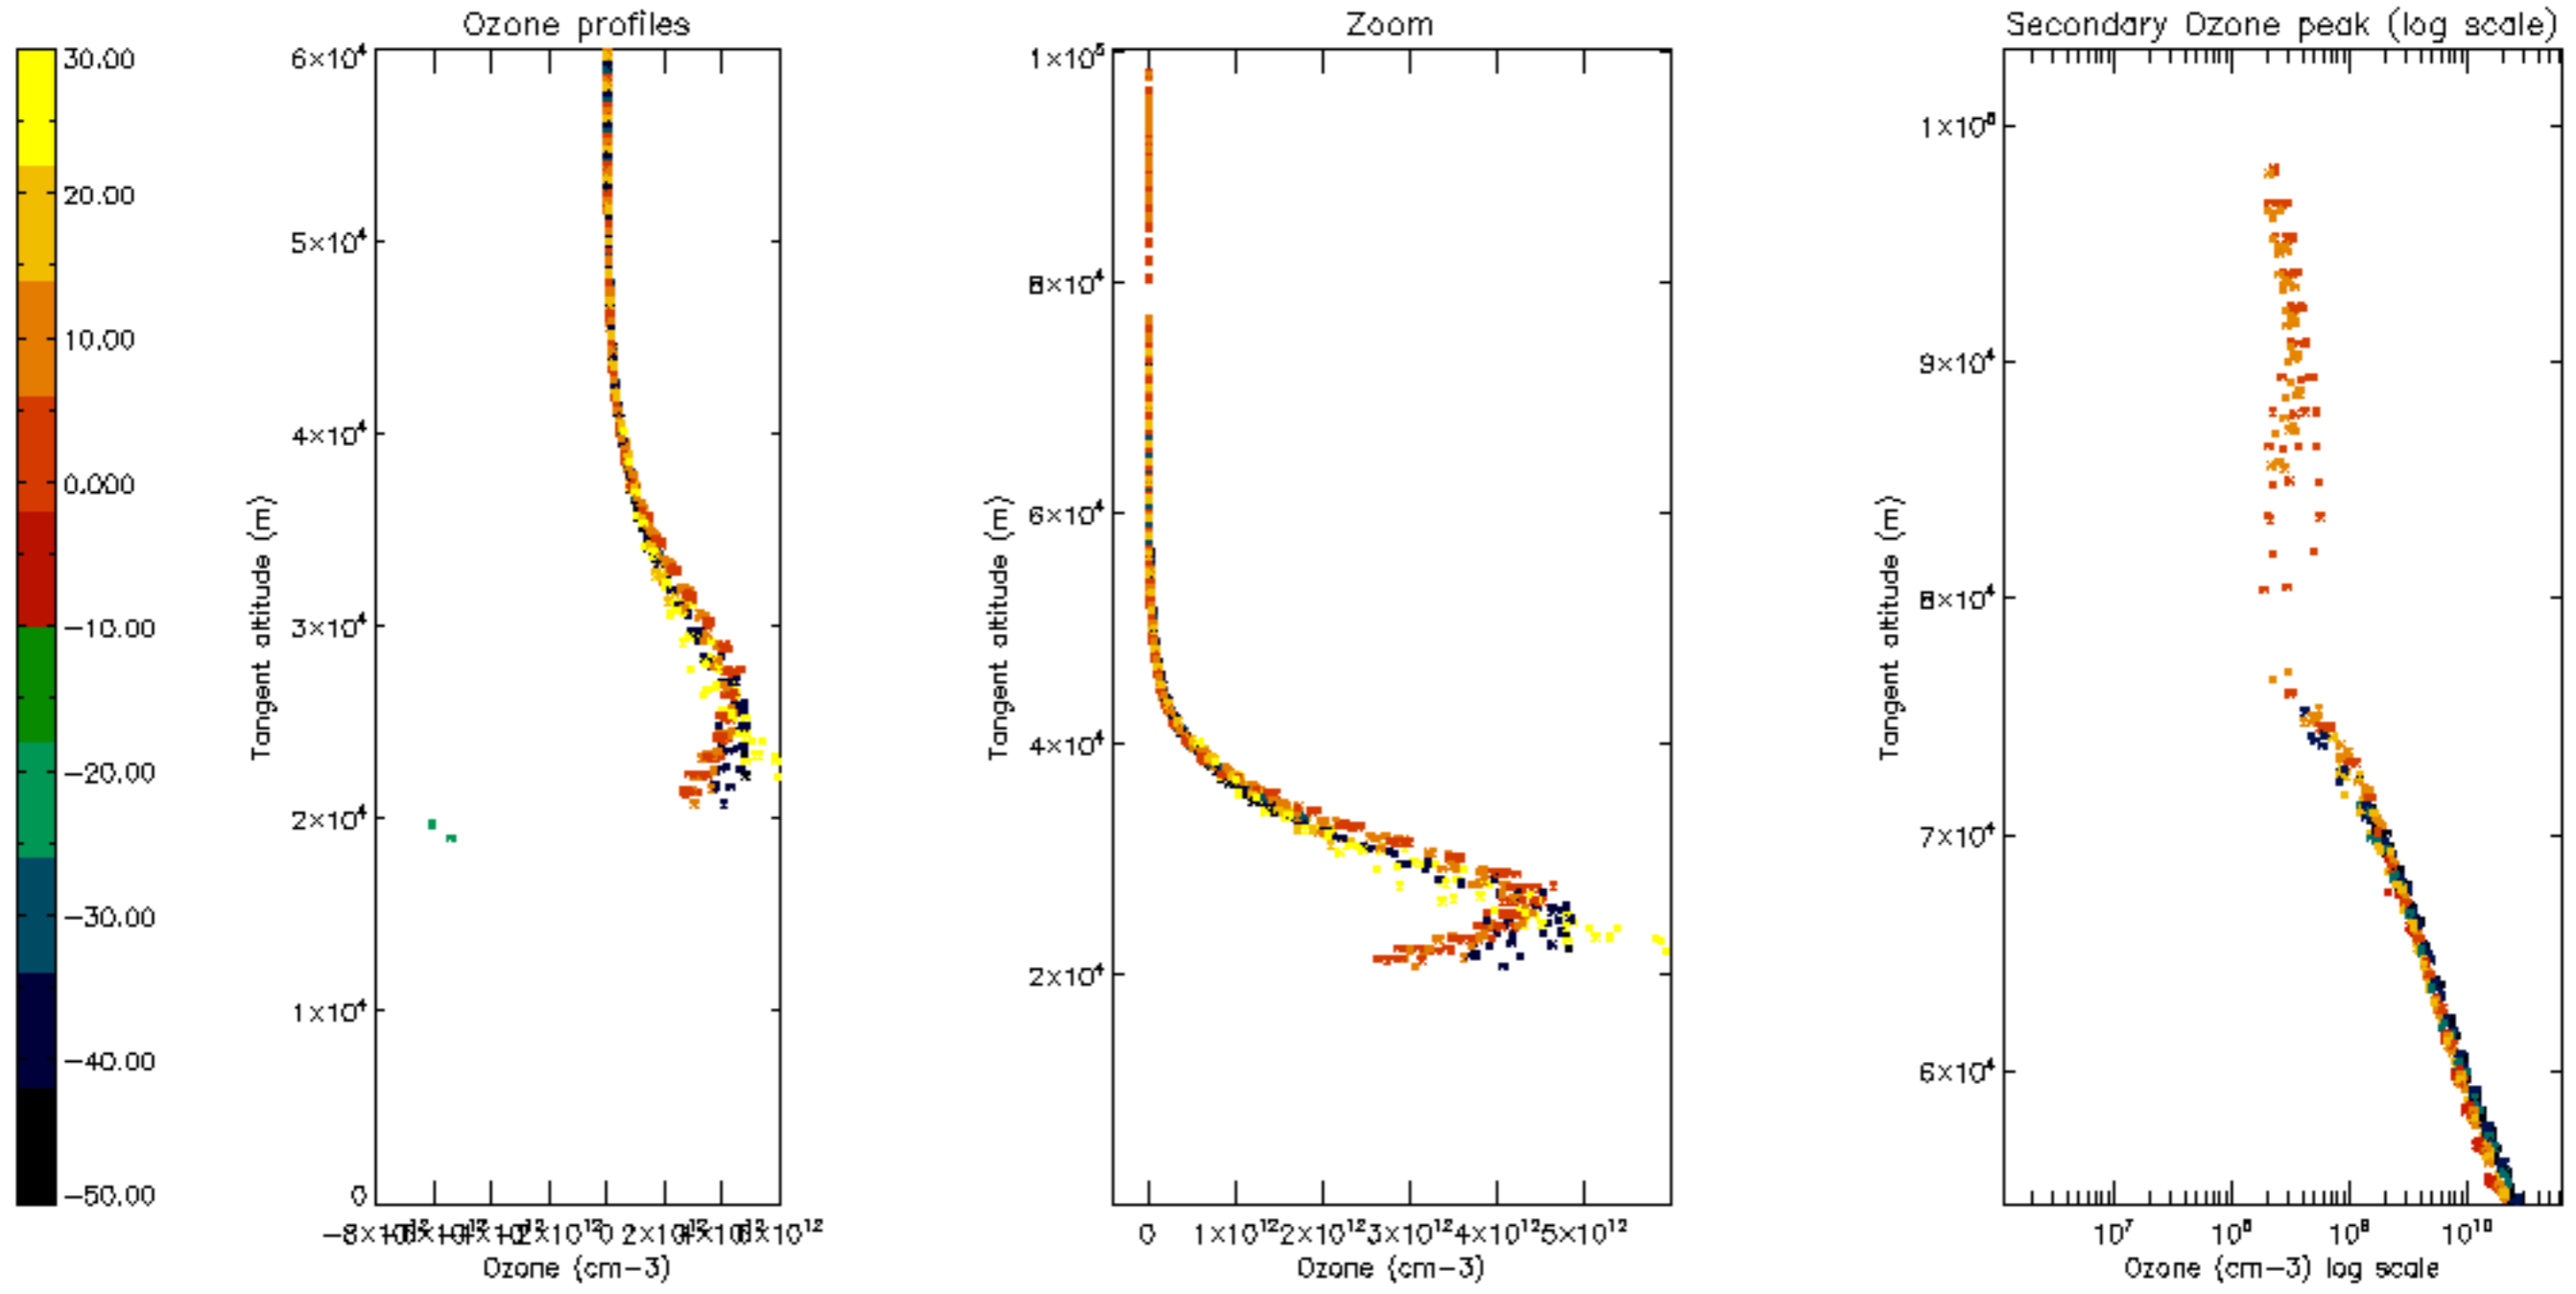 Ozone profiles
Zoom
Secondary Ozone peak (log scale)
30.00
20.00
10.00
0.000
−10.00
−20.00
−30.00
−40.00
−50.00
6×10⁴
5×10⁴
4×10⁴
3×10⁴
2×10⁴
1×10⁴
0
Tangent altitude (m)
0
6×10¹²
Ozone (cm−3)
1×10⁵
8×10⁴
6×10⁴
4×10⁴
2×10⁴
Tangent altitude (m)
0 1×10¹² 2×10¹² 3×10¹² 4×10¹² 5×10¹²
Ozone (cm−3)
1×10⁵
9×10⁴
8×10⁴
7×10⁴
6×10⁴
Tangent altitude (m)
10⁷ 10⁸ 10⁹ 10¹⁰
Ozone (cm−3) log scale